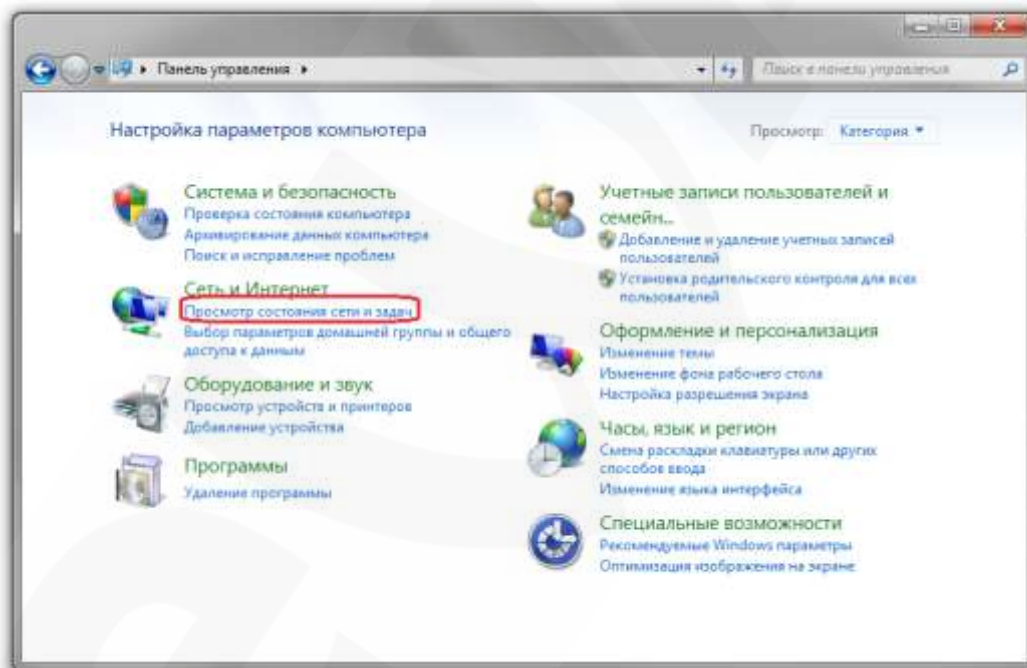 Панель управления
Поиск в панели управления
Настройка параметров компьютера
Просмотр: Категория
Система и безопасность
Проверка состояния компьютера
Архивирование данных компьютера
Поиск и исправление проблем
Сеть и Интернет
Просмотр состояния сети и задач
Выбор параметров домашней группы и общего
доступа к данным
Оборудование и звук
Просмотр устройств и принтеров
Добавление устройства
Программы
Удаление программы
Учетные записи пользователей и
семейн...
Добавление и удаление учетных записей
пользователей
Установка родительского контроля для всех
пользователей
Оформление и персонализация
Изменение темы
Изменение фона рабочего стола
Настройка разрешения экрана
Часы, язык и регион
Смена раскладки клавиатуры или других
способов ввода
Изменение языка интерфейса
Специальные возможности
Рекомендуемые Windows параметры
Оптимизация изображения на экране